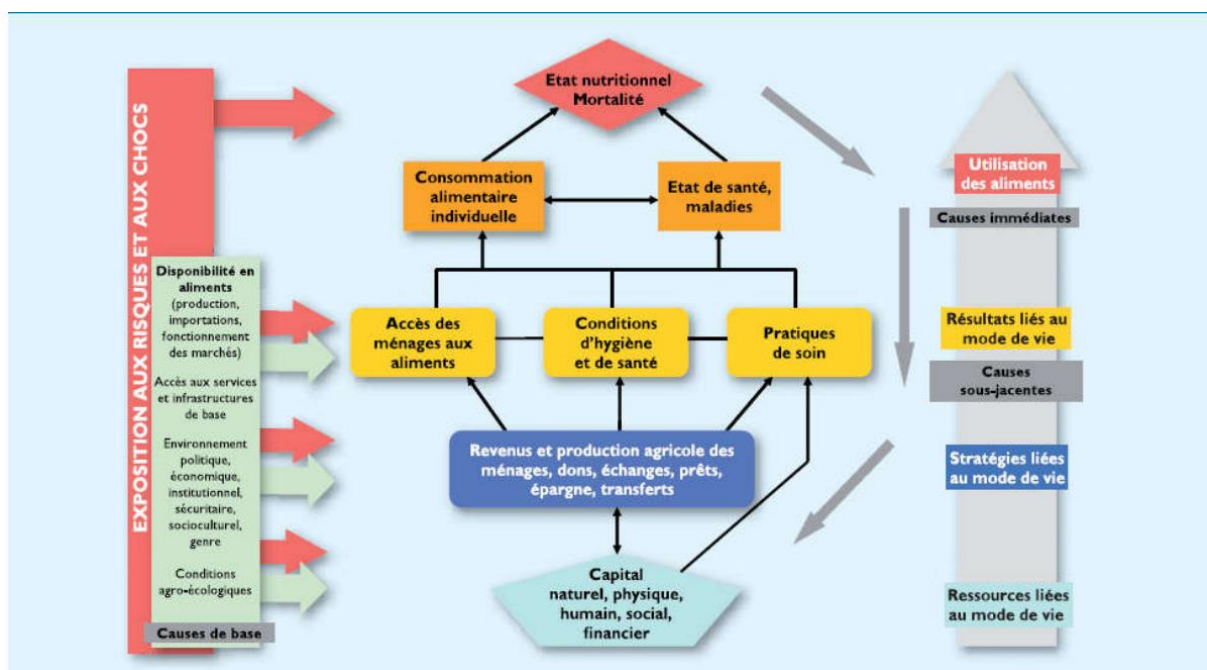 EXPOSITION AUX RISQUES ET AUX CHOCS
Disponibilité en
aliments
(production,
importations,
fonctionnement
des marchés)
Accès aux services
et infrastructures
de base
Environnement
politique,
économique,
institutionnel,
sécuritaire,
socioculturel,
genre
Conditions
agro-écologiques
Causes de base
Etat nutritionnel
Mortalité
Consommation
alimentaire
individuelle
Etat de santé,
maladies
Accès des
ménages aux
aliments
Conditions
d'hygiène
et de santé
Pratiques
de soin
Revenus et production agricole des
ménages, dons, échanges, prêts,
épargne, transferts
Capital
naturel, physique,
humain, social,
financier
Utilisation
des aliments
Causes immédiates
Résultats liés au
mode de vie
Causes
sous-jacentes
Stratégies liées
au mode de vie
Ressources liées
au mode de vie